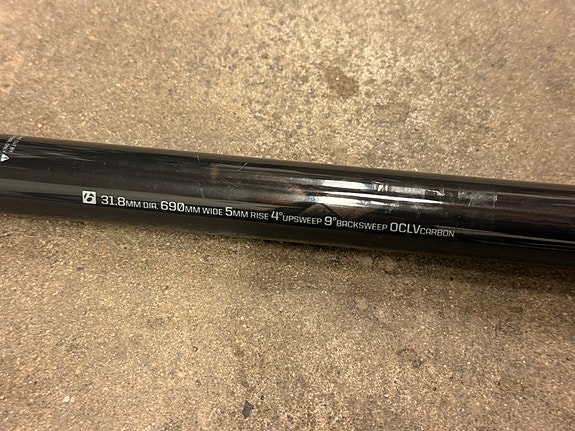 31.8MM DIA. 690MM WIDE 5MM RISE 4°UPSWEEP 9°BACKSWEEP OCLVCARBON